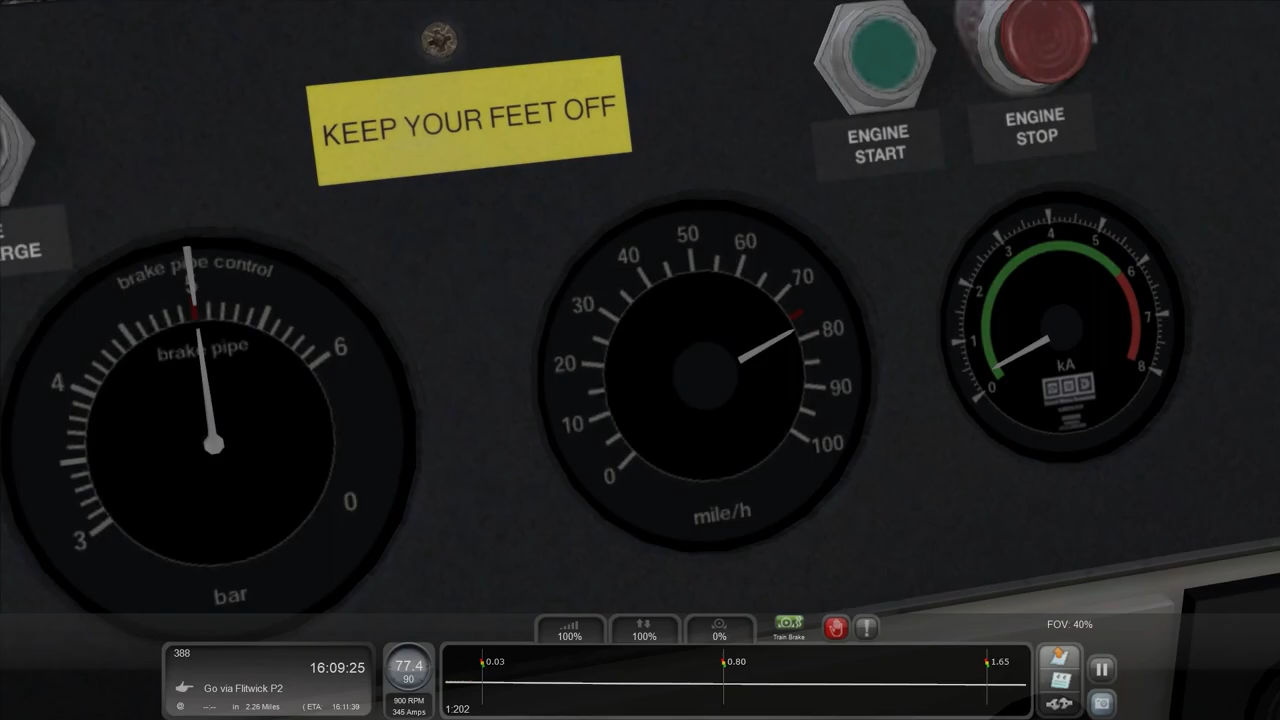 KEEP YOUR FEET OFF
ENGINE
START
ENGINE
STOP
RGE
brake pipe control
5
brake pipe
3
4
6
0
bar
0
10
20
30
40
50
60
70
80
90
100
mile/h
0
1
2
3
4
5
6
7
8
kA
100%
100%
0%
Train Brake
FOV: 40%
388
16:09:25
Go via Flitwick P2
--:-- in 2.26 Miles ( ETA: 16:11:39
77.4
90
900 RPM
345 Amps
0.03
0.80
1.65
1:202